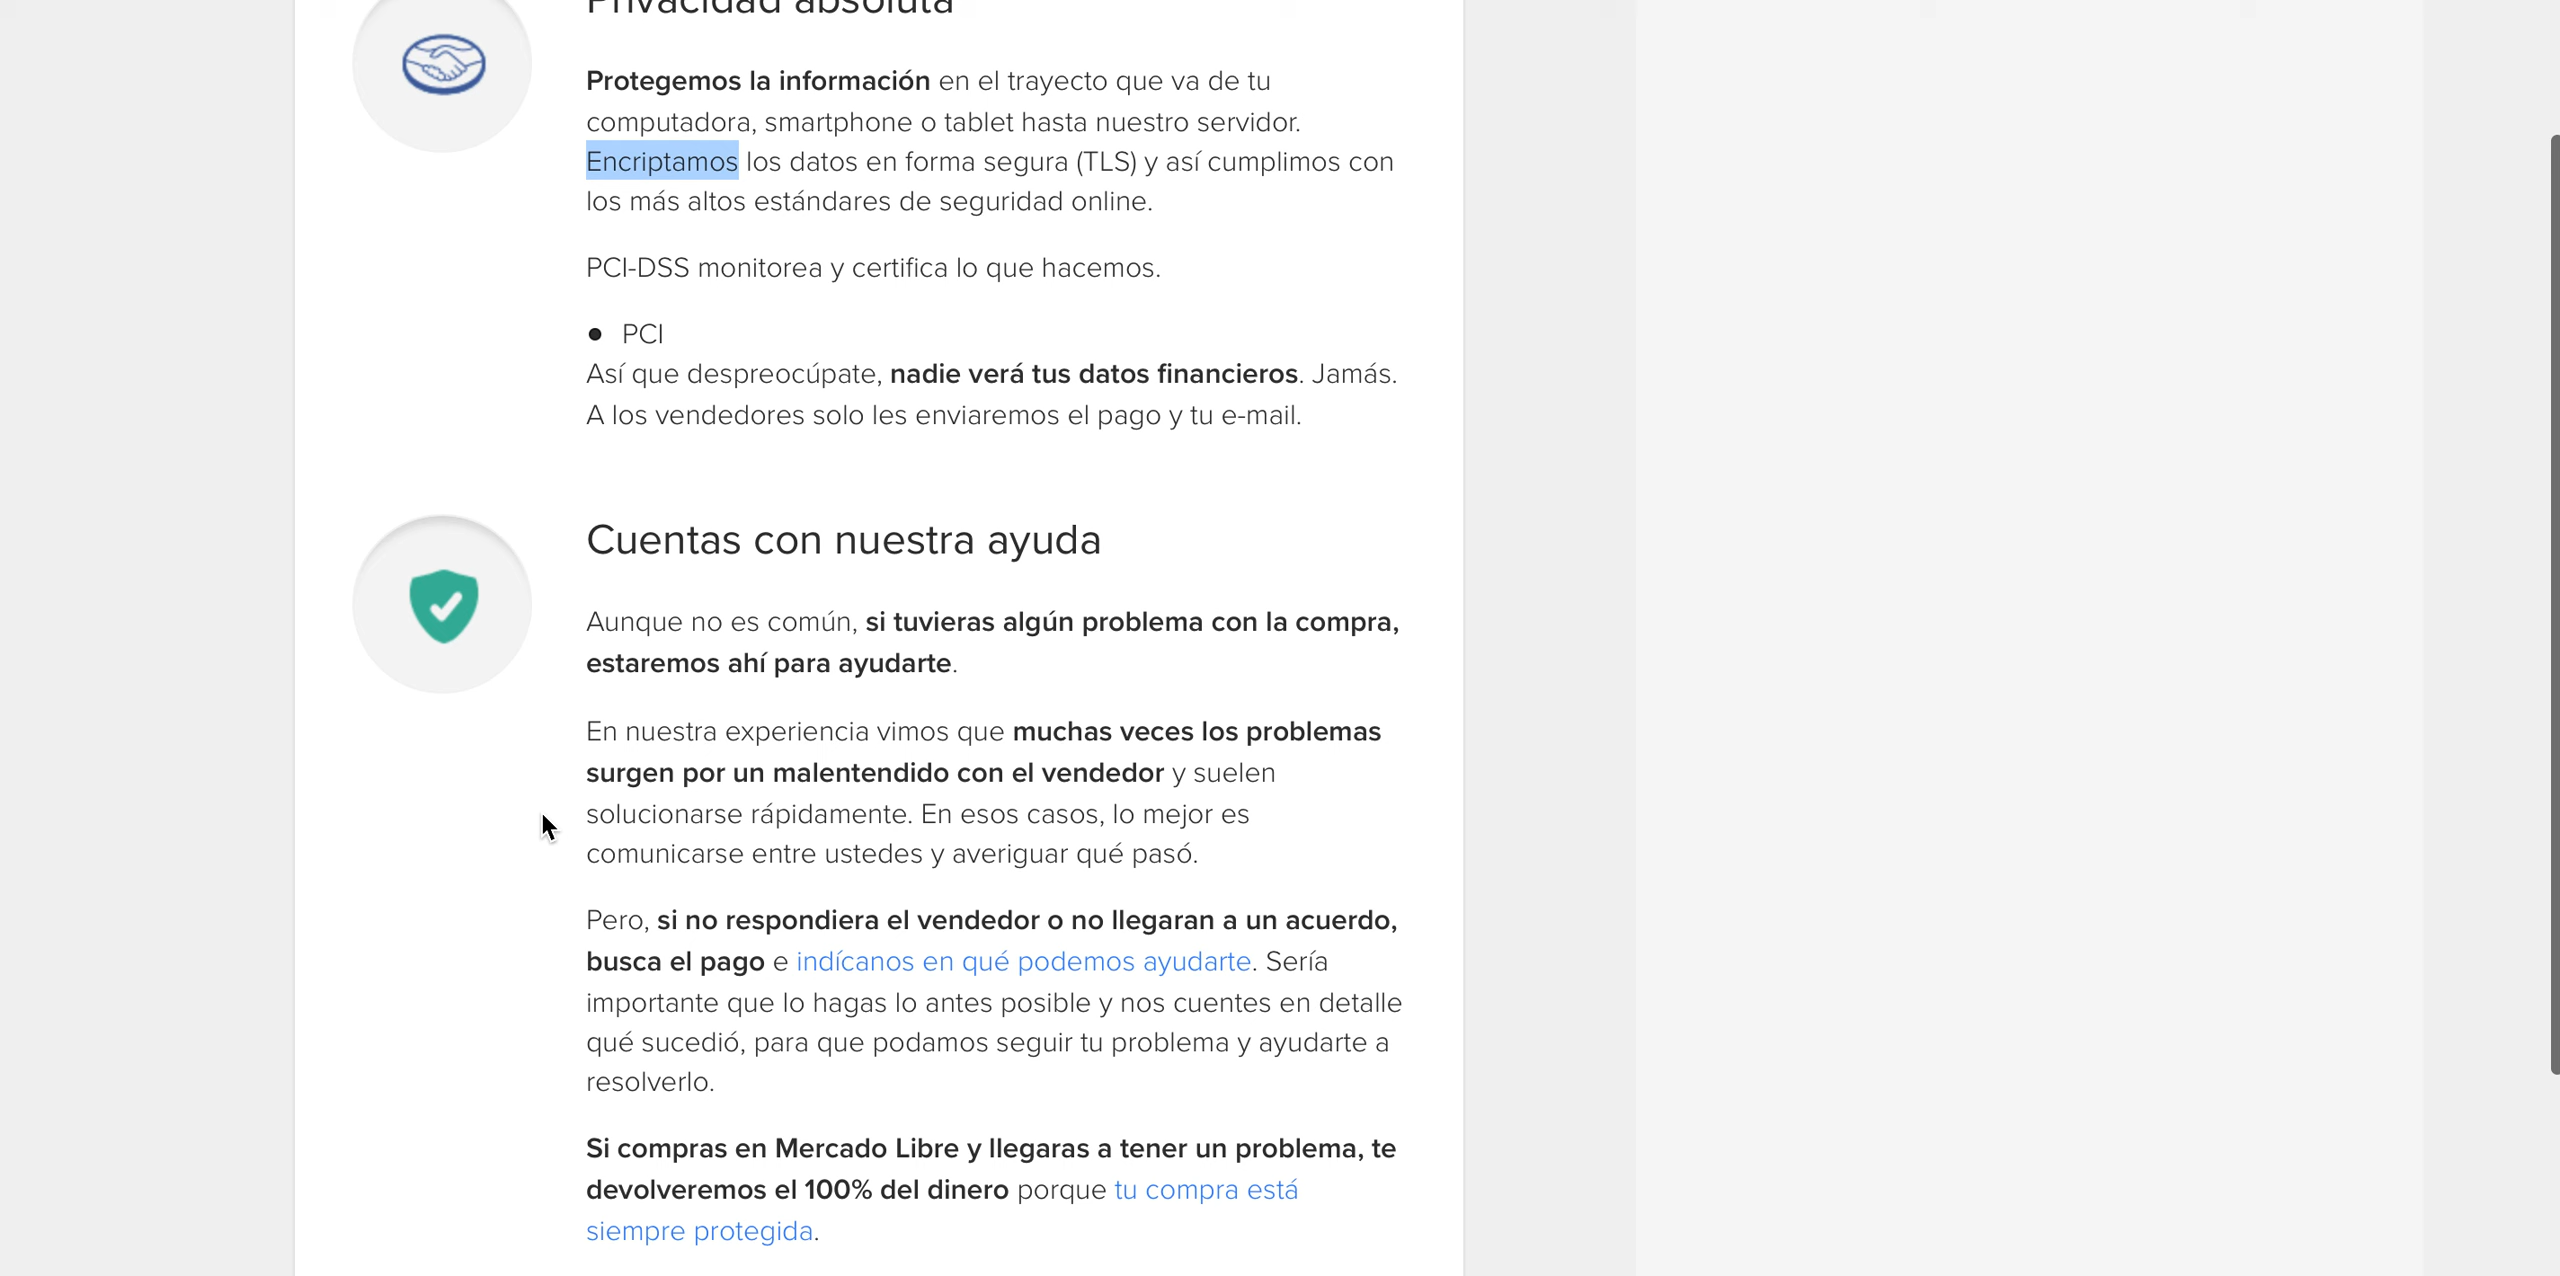 Privacidad absoluta
Protegemos la información en el trayecto que va de tu
computadora, smartphone o tablet hasta nuestro servidor.
Encriptamos los datos en forma segura (TLS) y así cumplimos con
los más altos estándares de seguridad online.
PCI-DSS monitorea y certifica lo que hacemos.
● PCI
Así que despreocúpate, nadie verá tus datos financieros. Jamás.
A los vendedores solo les enviaremos el pago y tu e-mail.
Cuentas con nuestra ayuda
Aunque no es común, si tuvieras algún problema con la compra,
estaremos ahí para ayudarte.
En nuestra experiencia vimos que muchas veces los problemas
surgen por un malentendido con el vendedor y suelen
solucionarse rápidamente. En esos casos, lo mejor es
comunicarse entre ustedes y averiguar qué pasó.
Pero, si no respondiera el vendedor o no llegaran a un acuerdo,
busca el pago e indícanos en qué podemos ayudarte. Sería
importante que lo hagas lo antes posible y nos cuentes en detalle
qué sucedió, para que podamos seguir tu problema y ayudarte a
resolverlo.
Si compras en Mercado Libre y llegaras a tener un problema, te
devolveremos el 100% del dinero porque tu compra está
siempre protegida.